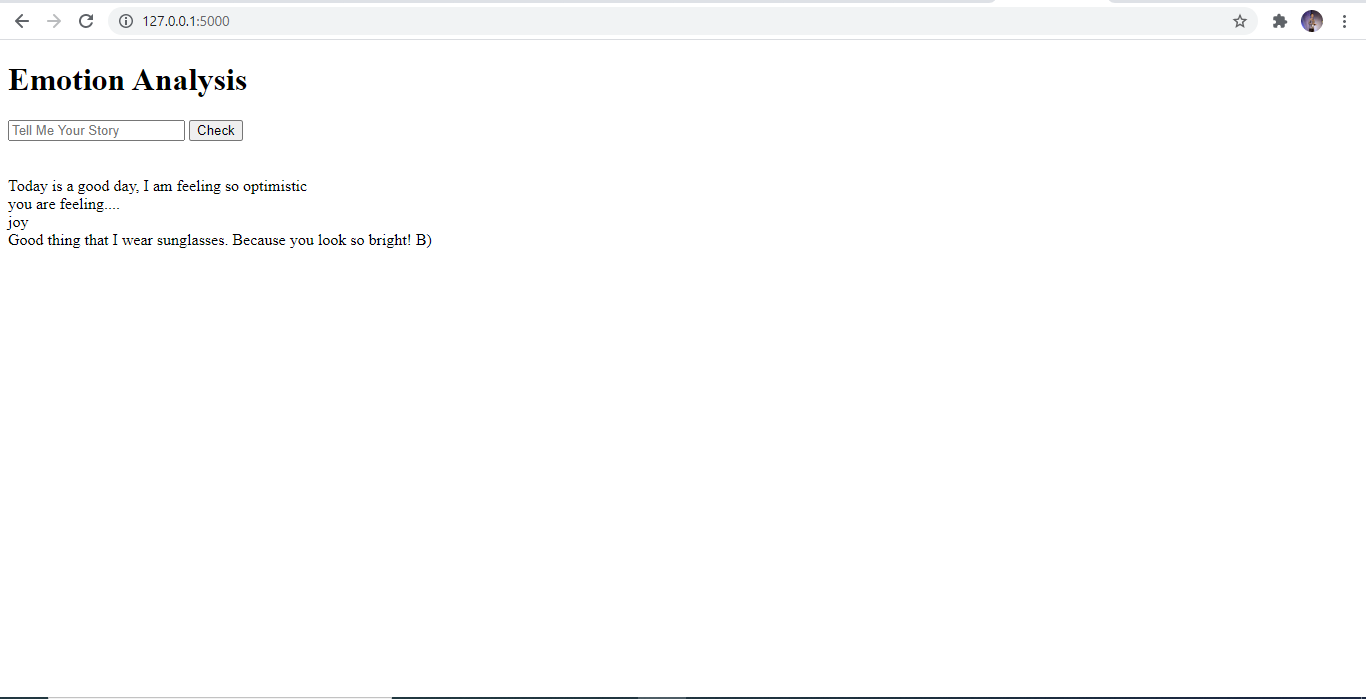 127.0.0.1:5000
Emotion Analysis
Tell Me Your Story Check
Today is a good day, I am feeling so optimistic
you are feeling....
joy
Good thing that I wear sunglasses. Because you look so bright! B)